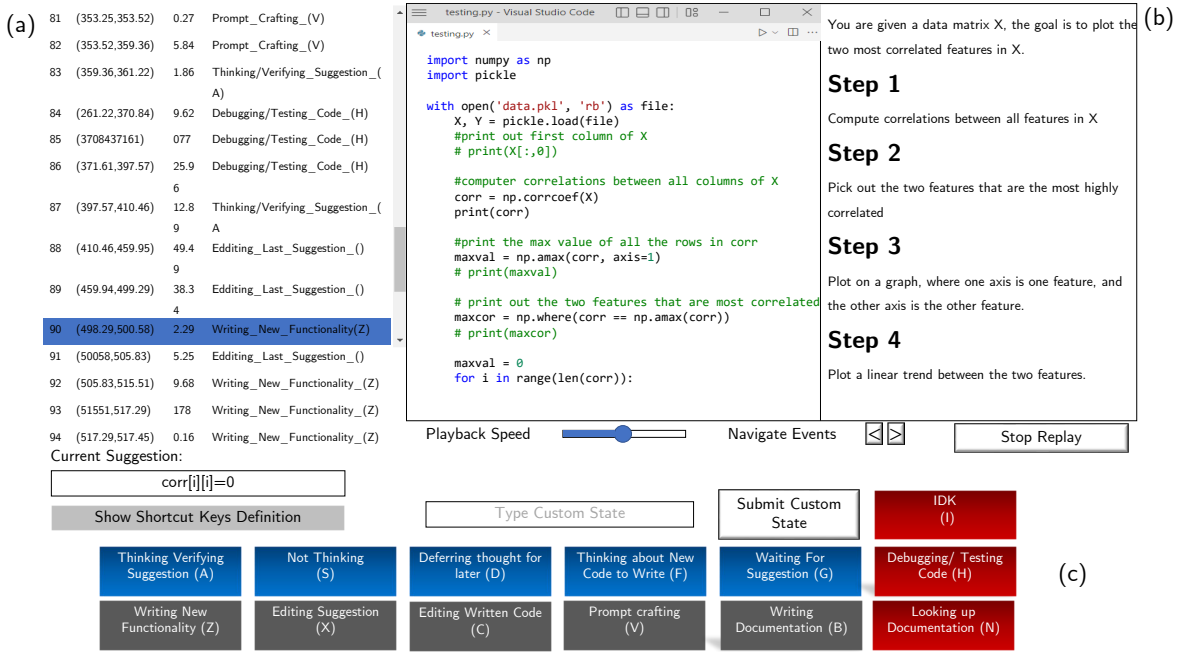 (a)
81 (353.25,353.52) 0.27 Prompt_Crafting_(V)
82 (353.52,359.36) 5.84 Prompt_Crafting_(V)
83 (359.36,361.22) 1.86 Thinking/Verifying_Suggestion_(
A)
84 (261.22,370.84) 9.62 Debugging/Testing_Code_(H)
85 (3708437161) 077 Debugging/Testing_Code_(H)
86 (371.61,397.57) 25.9 Debugging/Testing_Code_(H)
6
87 (397.57,410.46) 12.8 Thinking/Verifying_Suggestion_(
9 A
88 (410.46,459.95) 49.4 Edditing_Last_Suggestion_()
9
89 (459.94,499.29) 38.3 Edditing_Last_Suggestion_()
4
90 (498.29,500.58) 2.29 Writing_New_Functionality(Z)
91 (50058,505.83) 5.25 Edditing_Last_Suggestion_()
92 (505.83,515.51) 9.68 Writing_New_Functionality_(Z)
93 (51551,517.29) 178 Writing_New_Functionality_(Z)
94 (517.29,517.45) 0.16 Writing_New_Functionality_(Z)
testing.py - Visual Studio Code
testing.py
import numpy as np
import pickle
with open('data.pkl', 'rb') as file:
X, Y = pickle.load(file)
#print out first column of X
# print(X[:,0])
#computer correlations between all columns of X
corr = np.corrcoef(X)
print(corr)
#print the max value of all the rows in corr
maxval = np.amax(corr, axis=1)
# print(maxval)
# print out the two features that are most correlated
maxcor = np.where(corr == np.amax(corr))
# print(maxcor)
maxval = 0
for i in range(len(corr)):
(b)
You are given a data matrix X, the goal is to plot the
two most correlated features in X.
Step 1
Compute correlations between all features in X
Step 2
Pick out the two features that are the most highly
correlated
Step 3
Plot on a graph, where one axis is one feature, and
the other axis is the other feature.
Step 4
Plot a linear trend between the two features.
Playback Speed
Navigate Events
< >
Stop Replay
Current Suggestion:
corr[i][i]=0
Show Shortcut Keys Definition
Type Custom State
Submit Custom
State
IDK
(I)
Thinking Verifying
Suggestion (A)
Not Thinking
(S)
Deferring thought for
later (D)
Thinking about New
Code to Write (F)
Waiting For
Suggestion (G)
Debugging/ Testing
Code (H)
(c)
Writing New
Functionality (Z)
Editing Suggestion
(X)
Editing Written Code
(C)
Prompt crafting
(V)
Writing
Documentation (B)
Looking up
Documentation (N)